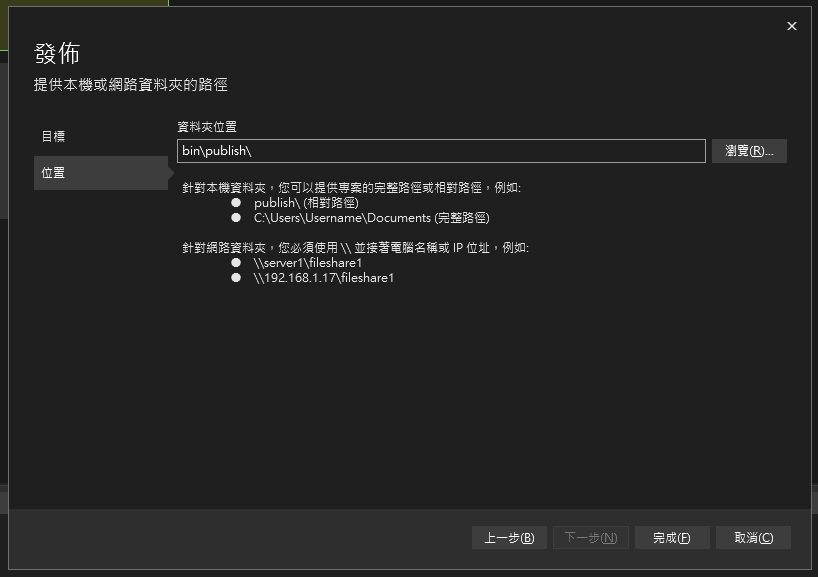 發佈
提供本機或網路資料夾的路徑
目標
位置
資料夾位置
bin\publish\
瀏覽(R)...
針對本機資料夾，您可以提供專案的完整路徑或相對路徑，例如:
● publish\ (相對路徑)
● C:\Users\Username\Documents (完整路徑)
針對網路資料夾，您必須使用 \\ 並接著電腦名稱或 IP 位址，例如:
● \\server1\fileshare1
● \\192.168.1.17\fileshare1
上一步(B)
下一步(N)
完成(F)
取消(C)